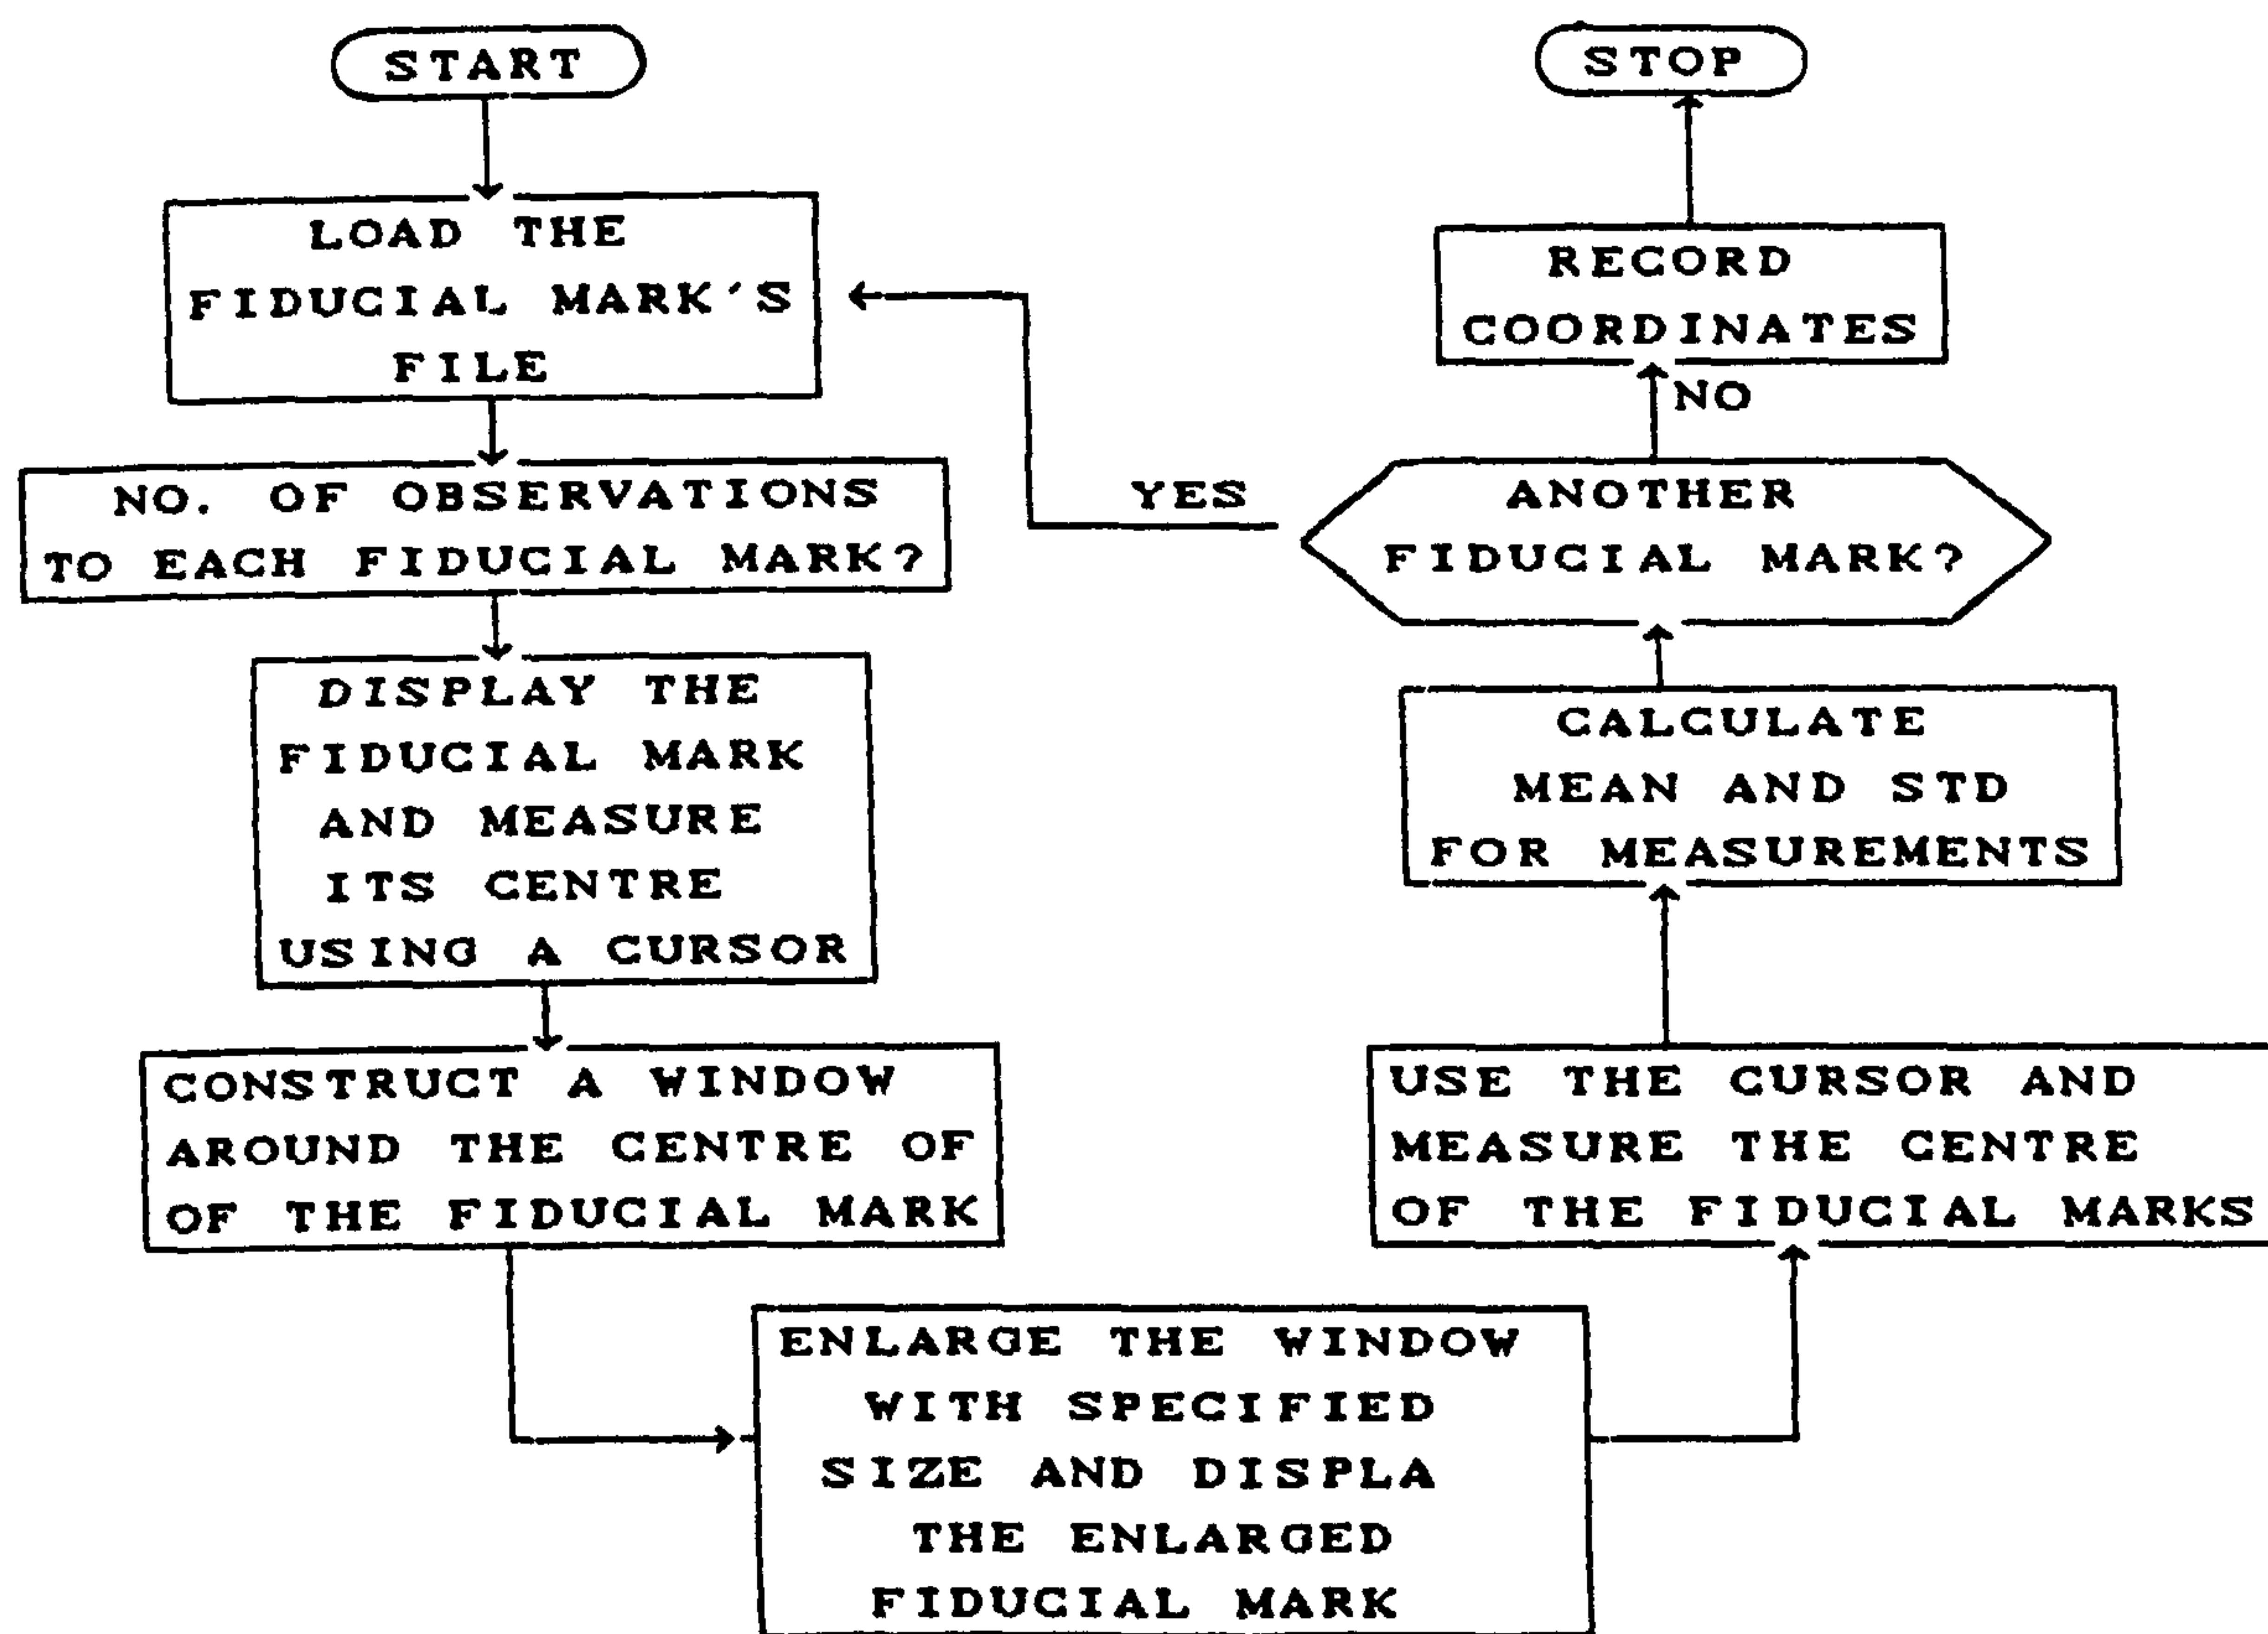 START
LOAD THE
FIDUCIAL MARK'S
FILE
NO. OF OBSERVATIONS
TO EACH FIDUCIAL MARK?
DISPLAY THE
FIDUCIAL MARK
AND MEASURE
ITS CENTRE
USING A CURSOR
CONSTRUCT A WINDOW
AROUND THE CENTRE OF
OF THE FIDUCIAL MARK
ENLARGE THE WINDOW
WITH SPECIFIED
SIZE AND DISPLA
THE ENLARGED
FIDUCIAL MARK
USE THE CURSOR AND
MEASURE THE CENTRE
OF THE FIDUCIAL MARKS
CALCULATE
MEAN AND STD
FOR MEASUREMENTS
ANOTHER
FIDUCIAL MARK?
YES
NO
RECORD
COORDINATES
STOP